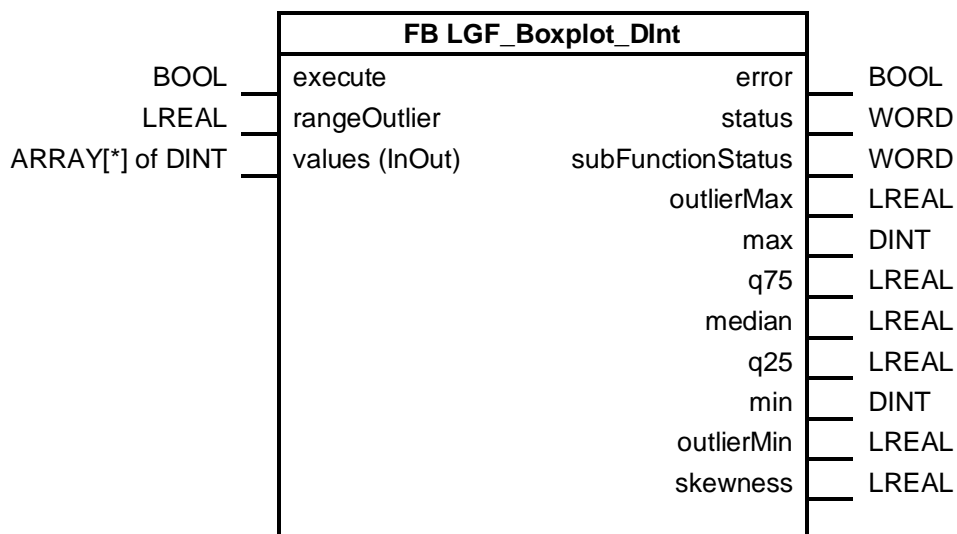 FB LGF_Boxplot_DInt
BOOL execute error BOOL
LREAL rangeOutlier status WORD
ARRAY[*] of DINT values (InOut) subFunctionStatus WORD
outlierMax LREAL
max DINT
q75 LREAL
median LREAL
q25 LREAL
min DINT
outlierMin LREAL
skewness LREAL